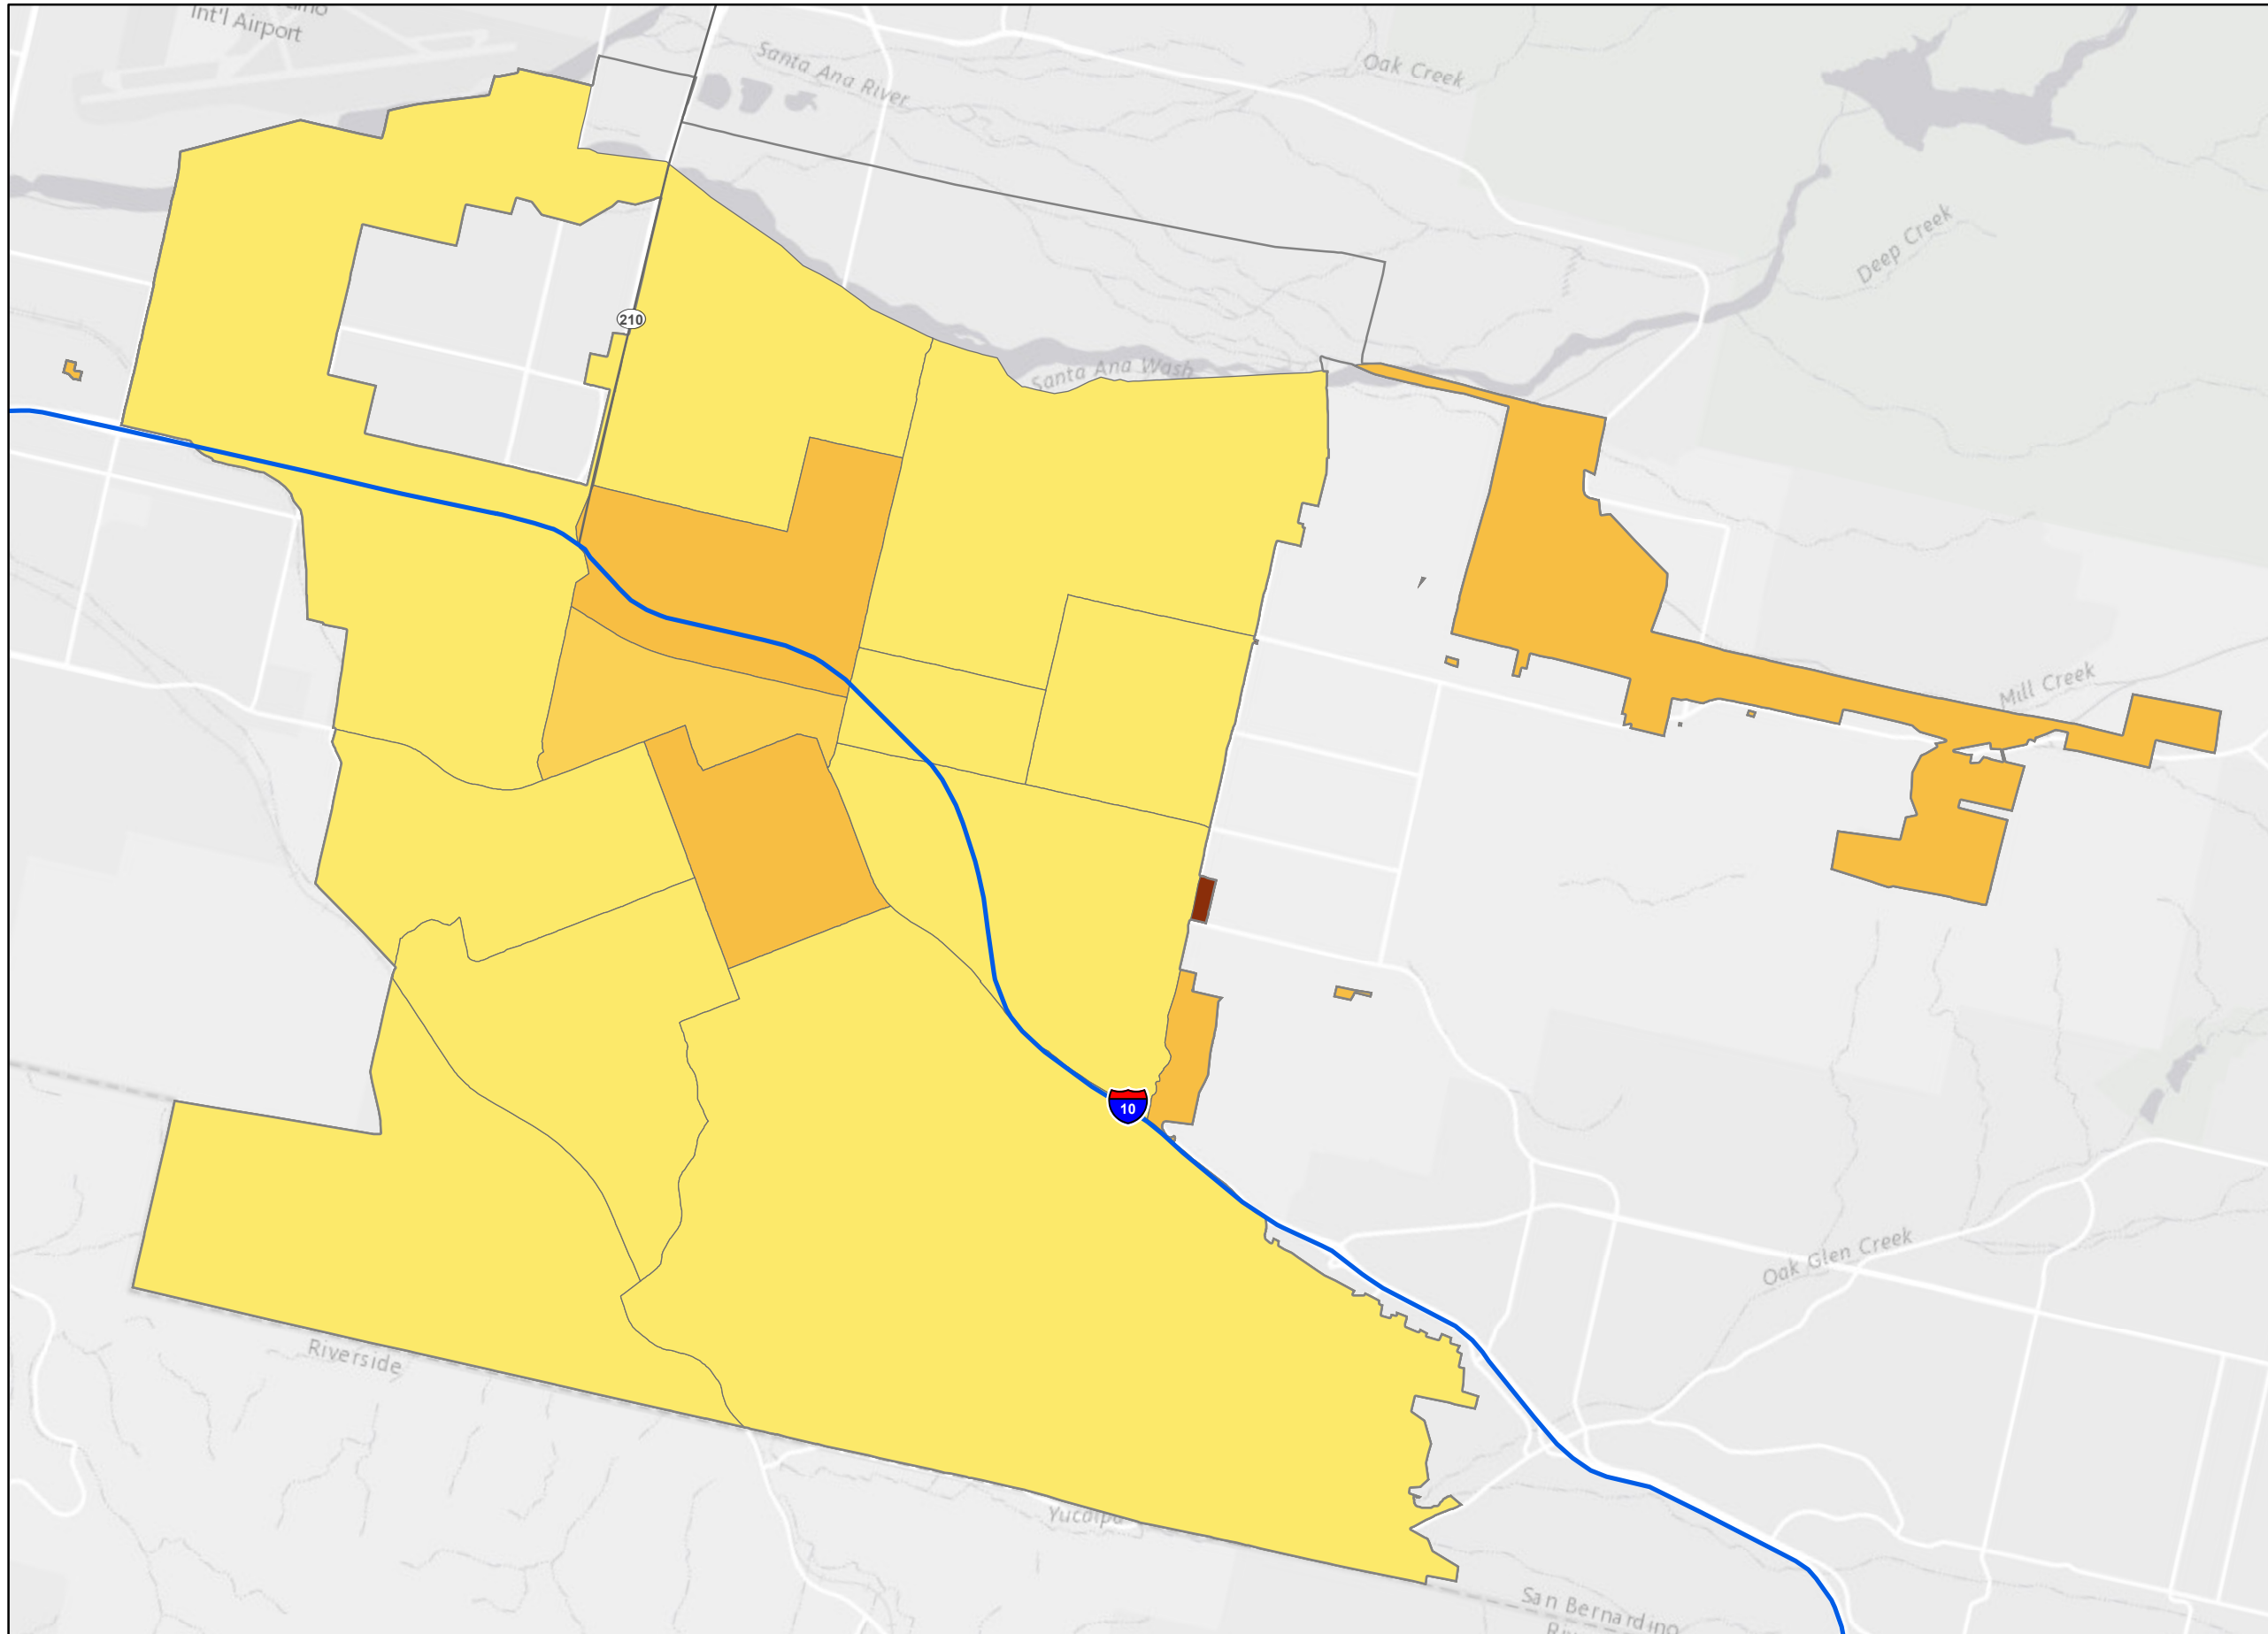 Int'l Airport
Santa Ana River
Oak Creek
Deep Creek
210
Santa Ana Wash
Mill Creek
10
Oak Glen Creek
Riverside
Yucaipa
San Bernardino